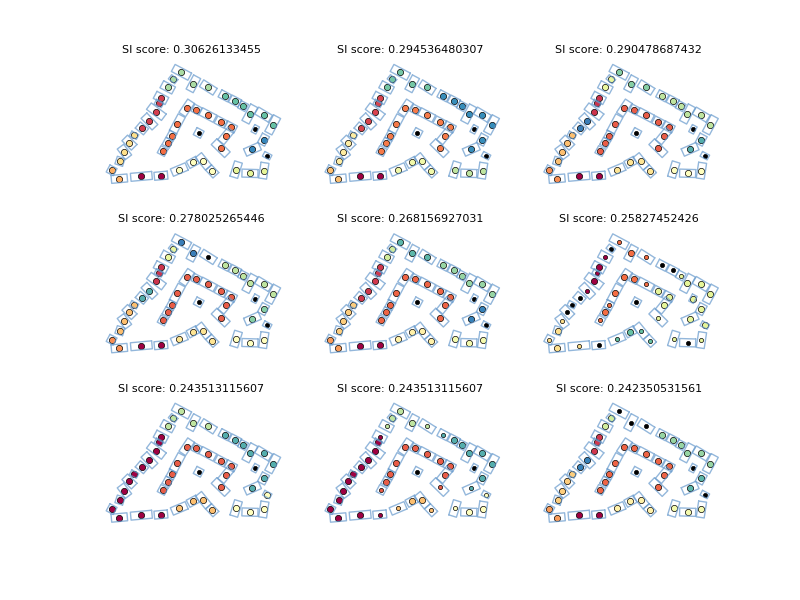 SI score: 0.30626133455
SI score: 0.294536480307
SI score: 0.290478687432
SI score: 0.278025265446
SI score: 0.268156927031
SI score: 0.25827452426
SI score: 0.243513115607
SI score: 0.243513115607
SI score: 0.242350531561